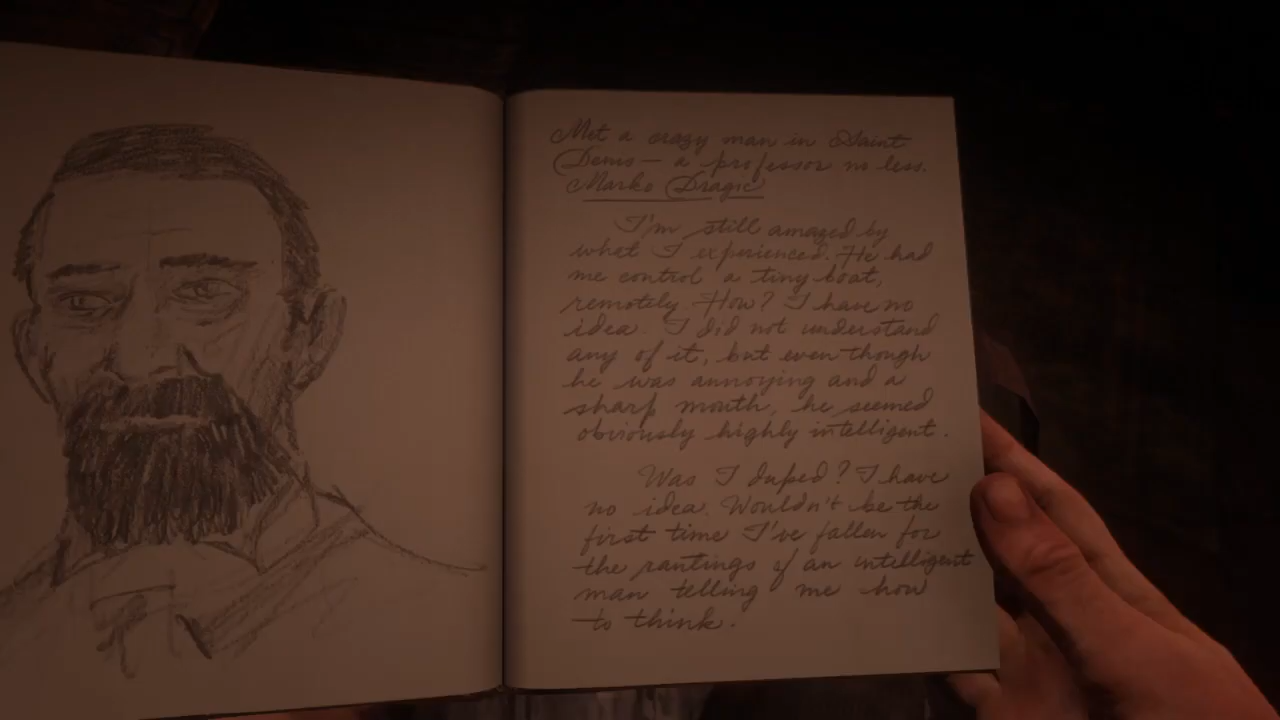 Met a crazy man in Saint
Denis — a professor no less.
Marko Dragic
I'm still amazed by
what I experienced. He had
me control a tiny boat,
remotely How? I have no
idea. I did not understand
any of it, but even though
he was annoying and a
sharp mouth, he seemed
obviously highly intelligent.
Was I duped? I have
no idea. Wouldn't be the
first time I've fallen for
the rantings of an intelligent
man telling me how
to think.